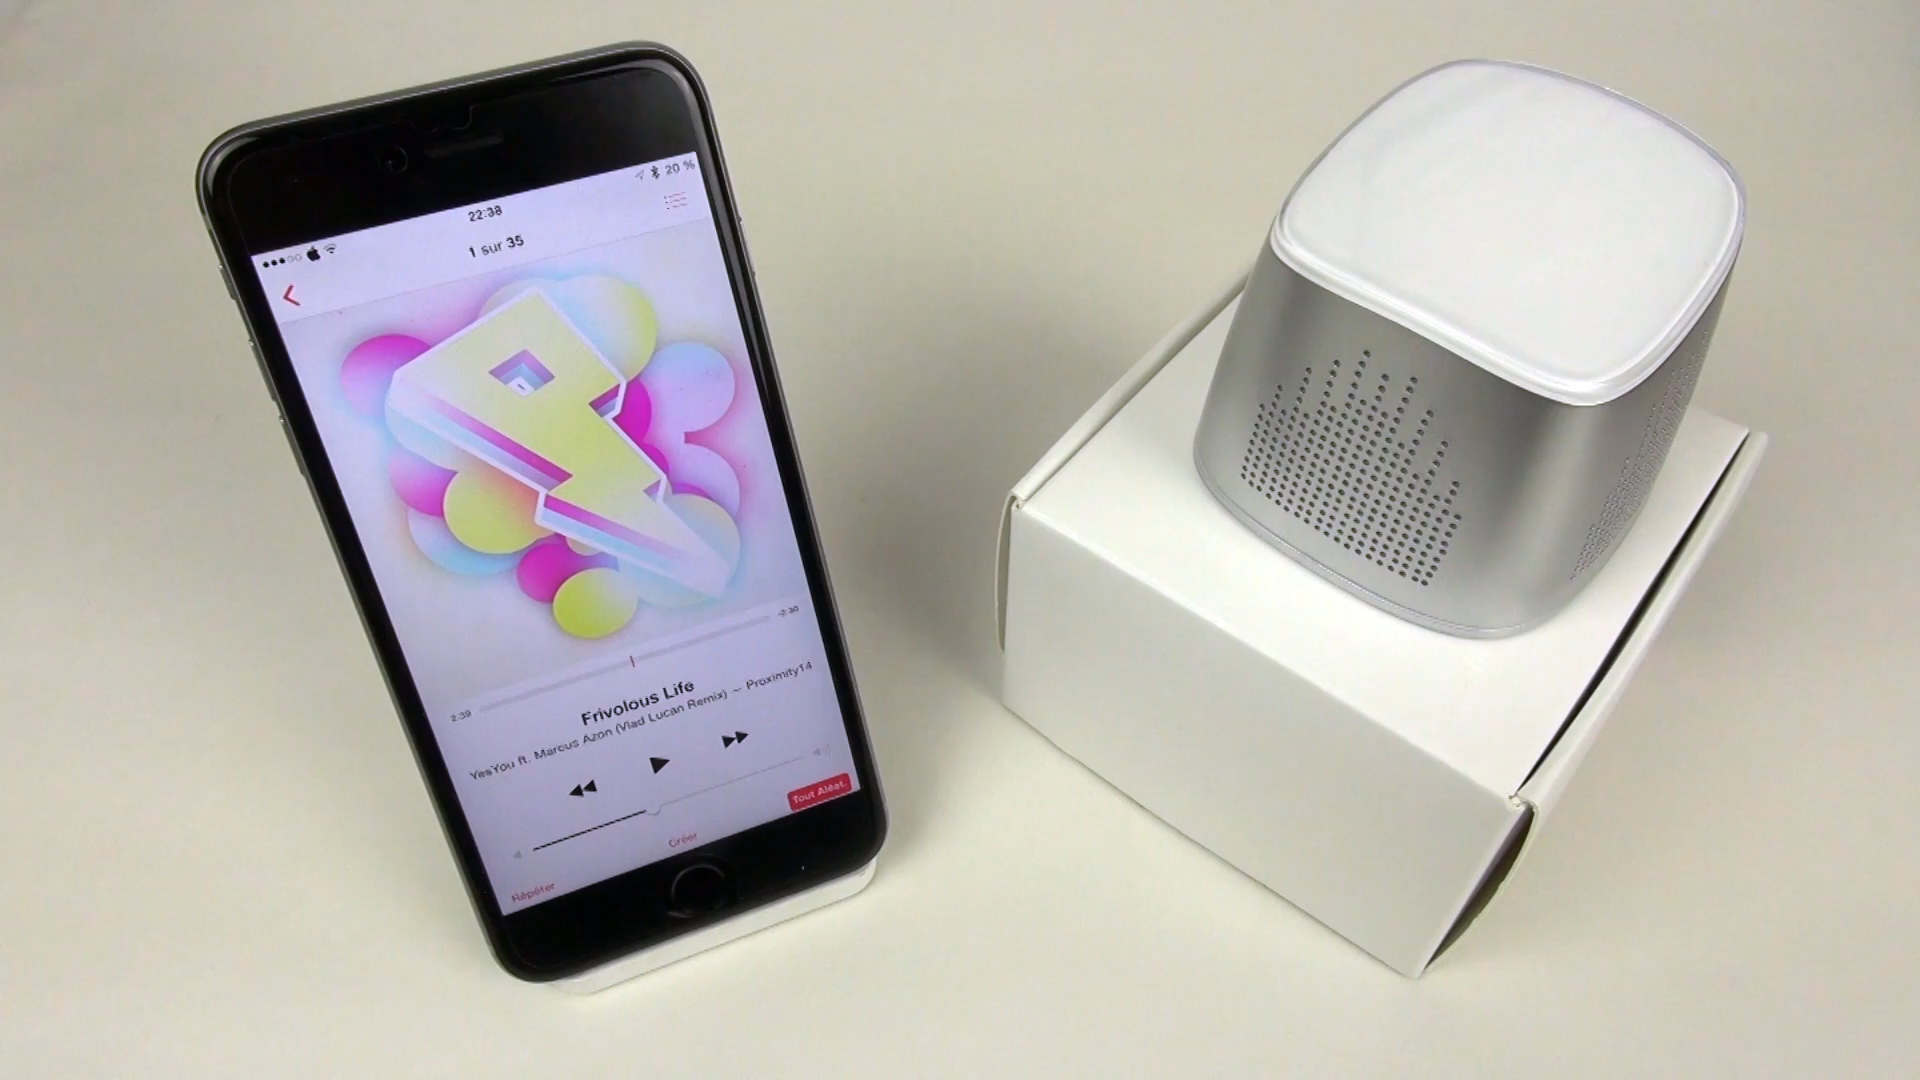 20 %
22:38
1 sur 35
2:39
-2:30
Frivolous Life
YesYou ft. Marcus Azon (Vlad Lucan Remix) — Proximity14
Répéter
Créer
Tout Aléat.